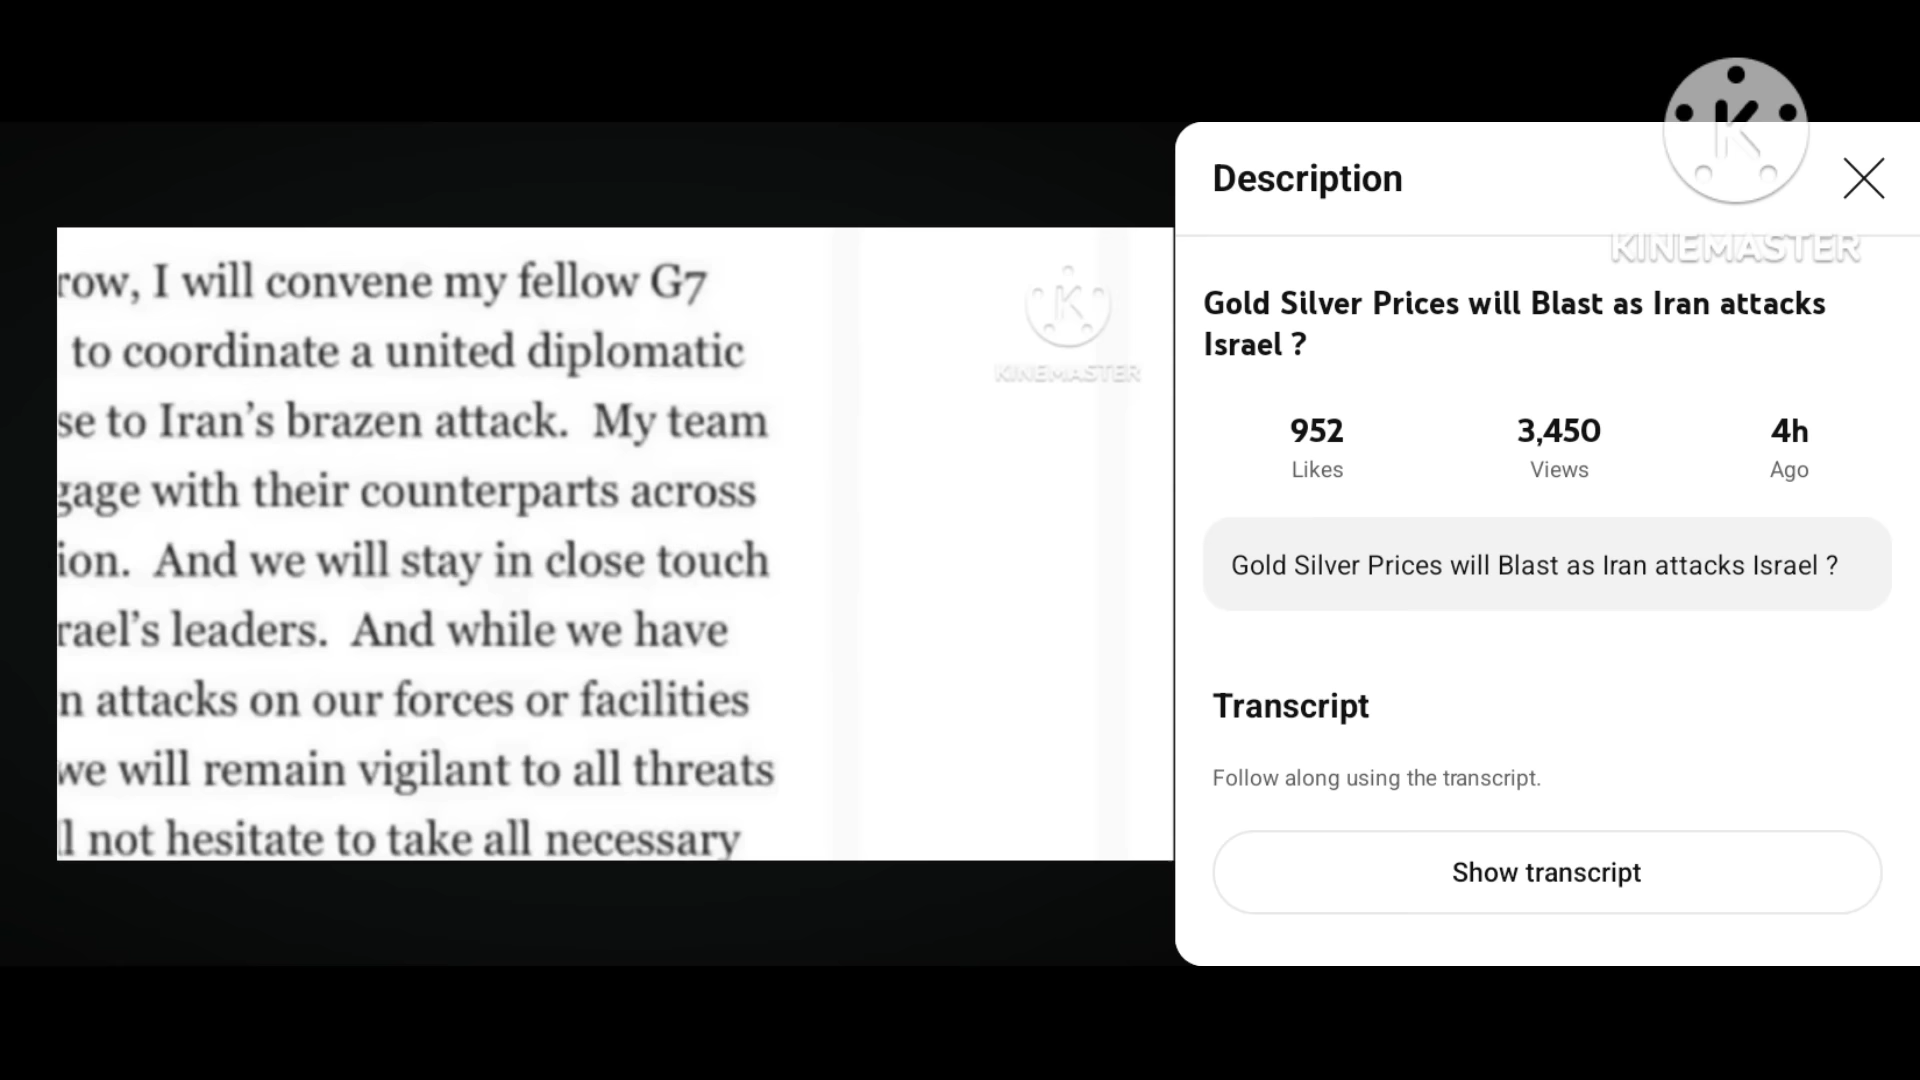 row, I will convene my fellow G7
to coordinate a united diplomatic
se to Iran's brazen attack.  My team
gage with their counterparts across
ion.  And we will stay in close touch
rael's leaders.  And while we have
n attacks on our forces or facilities
we will remain vigilant to all threats
l not hesitate to take all necessary
K
KINEMASTER
Description
K
KINEMASTER
Gold Silver Prices will Blast as Iran attacks
Israel ?
952 3,450 4h
Likes Views Ago
Gold Silver Prices will Blast as Iran attacks Israel ?
Transcript
Follow along using the transcript.
Show transcript